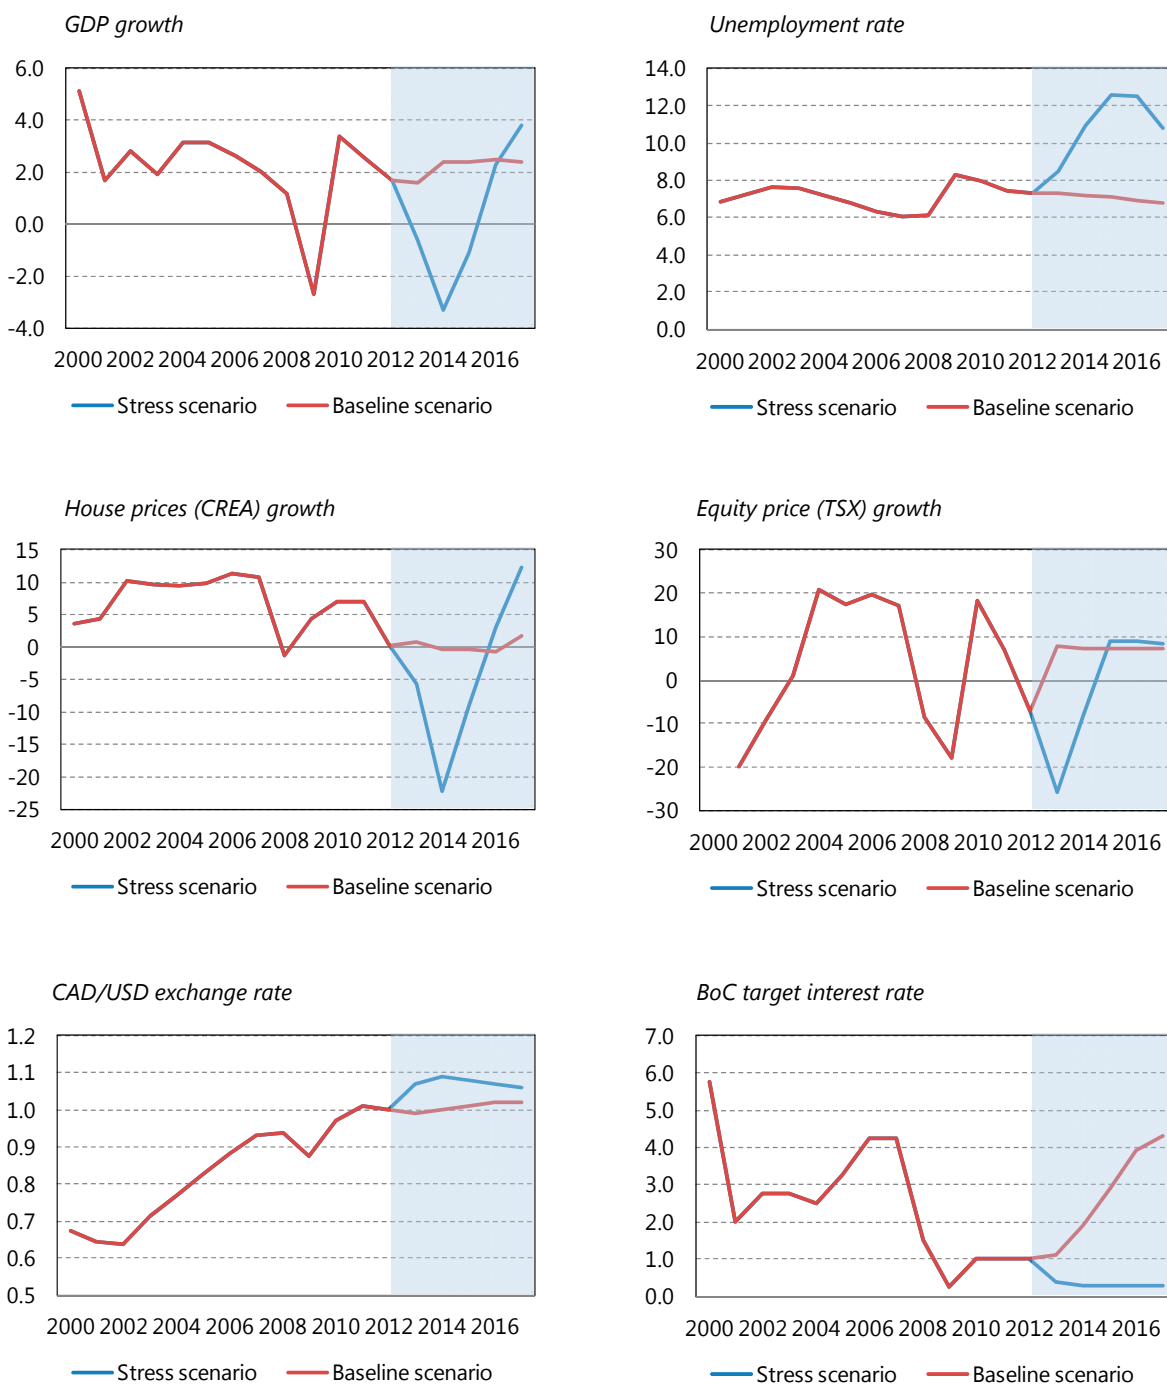 GDP growth
6.0
4.0
2.0
0.0
-2.0
-4.0
2000 2002 2004 2006 2008 2010 2012 2014 2016
Stress scenario Baseline scenario
Unemployment rate
14.0
12.0
10.0
8.0
6.0
4.0
2.0
0.0
2000 2002 2004 2006 2008 2010 2012 2014 2016
Stress scenario Baseline scenario
House prices (CREA) growth
15
10
5
0
-5
-10
-15
-20
-25
2000 2002 2004 2006 2008 2010 2012 2014 2016
Stress scenario Baseline scenario
Equity price (TSX) growth
30
20
10
0
-10
-20
-30
2000 2002 2004 2006 2008 2010 2012 2014 2016
Stress scenario Baseline scenario
CAD/USD exchange rate
1.2
1.1
1.0
0.9
0.8
0.7
0.6
0.5
2000 2002 2004 2006 2008 2010 2012 2014 2016
Stress scenario Baseline scenario
BoC target interest rate
7.0
6.0
5.0
4.0
3.0
2.0
1.0
0.0
2000 2002 2004 2006 2008 2010 2012 2014 2016
Stress scenario Baseline scenario